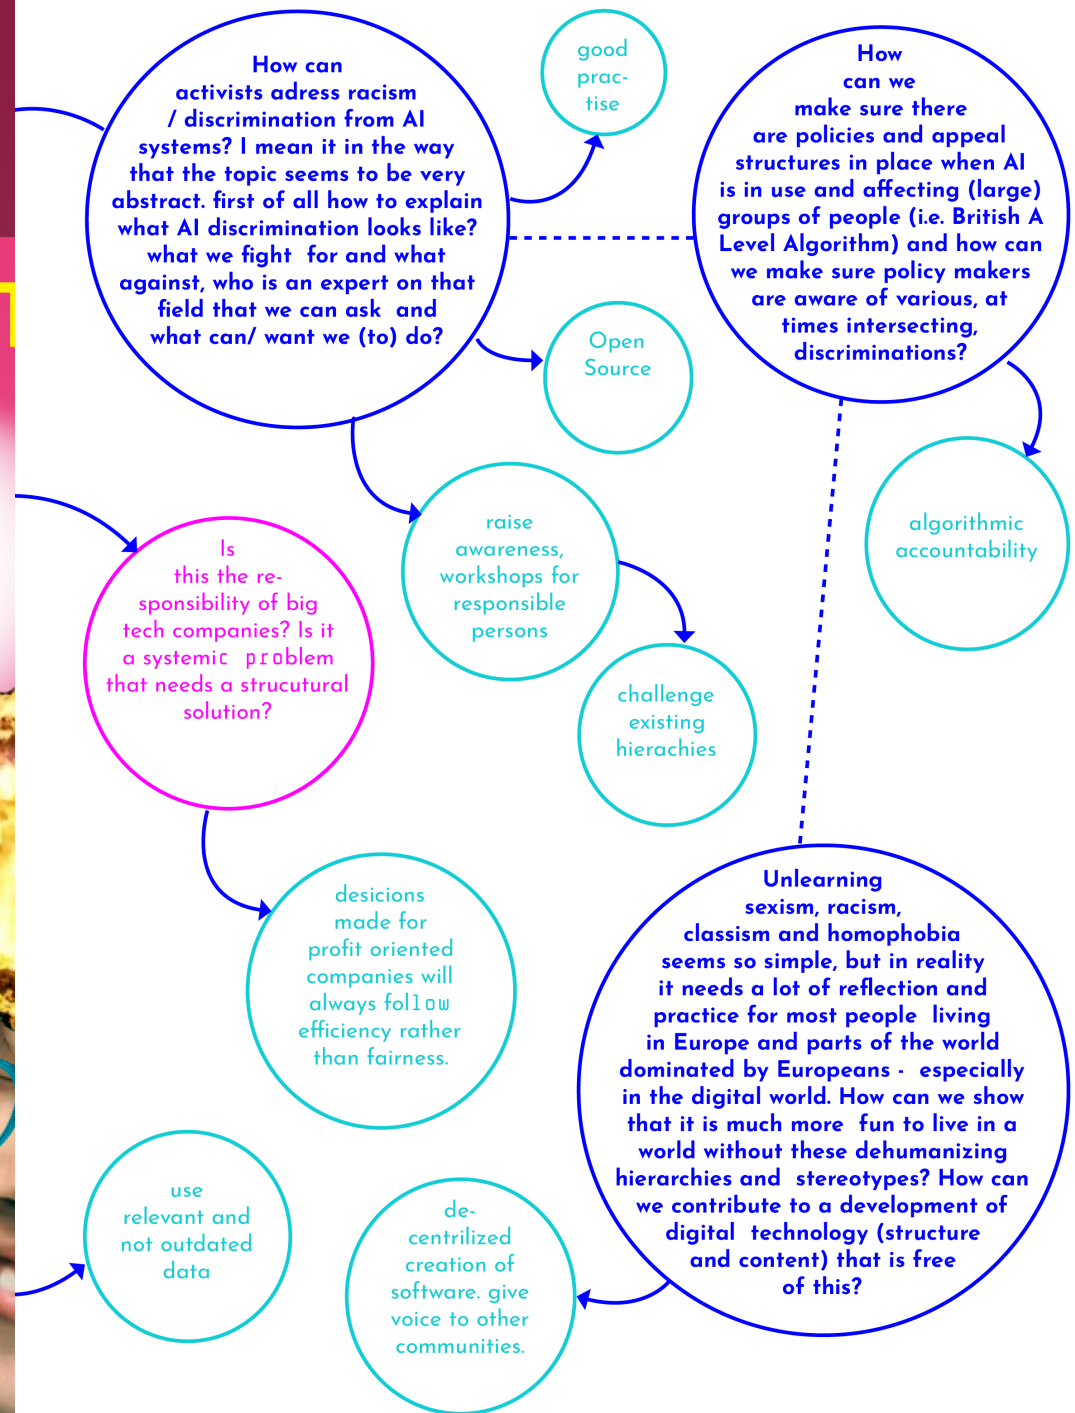 How can
activists adress racism
/ discrimination from AI
systems? I mean it in the way
that the topic seems to be very
abstract. first of all how to explain
what AI discrimination looks like?
what we fight for and what
against, who is an expert on that
field that we can ask and
what can/ want we (to) do?
good
prac-
tise
How
can we
make sure there
are policies and appeal
structures in place when AI
is in use and affecting (large)
groups of people (i.e. British A
Level Algorithm) and how can
we make sure policy makers
are aware of various, at
times intersecting,
discriminations?
Open
Source
algorithmic
accountability
raise
awareness,
workshops for
responsible
persons
Is
this the re-
sponsibility of big
tech companies? Is it
a systemic problem
that needs a strucutural
solution?
challenge
existing
hierachies
desicions
made for
profit oriented
companies will
always follow
efficiency rather
than fairness.
Unlearning
sexism, racism,
classism and homophobia
seems so simple, but in reality
it needs a lot of reflection and
practice for most people living
in Europe and parts of the world
dominated by Europeans - especially
in the digital world. How can we show
that it is much more fun to live in a
world without these dehumanizing
hierarchies and stereotypes? How can
we contribute to a development of
digital technology (structure
and content) that is free
of this?
use
relevant and
not outdated
data
de-
centrilized
creation of
software. give
voice to other
communities.